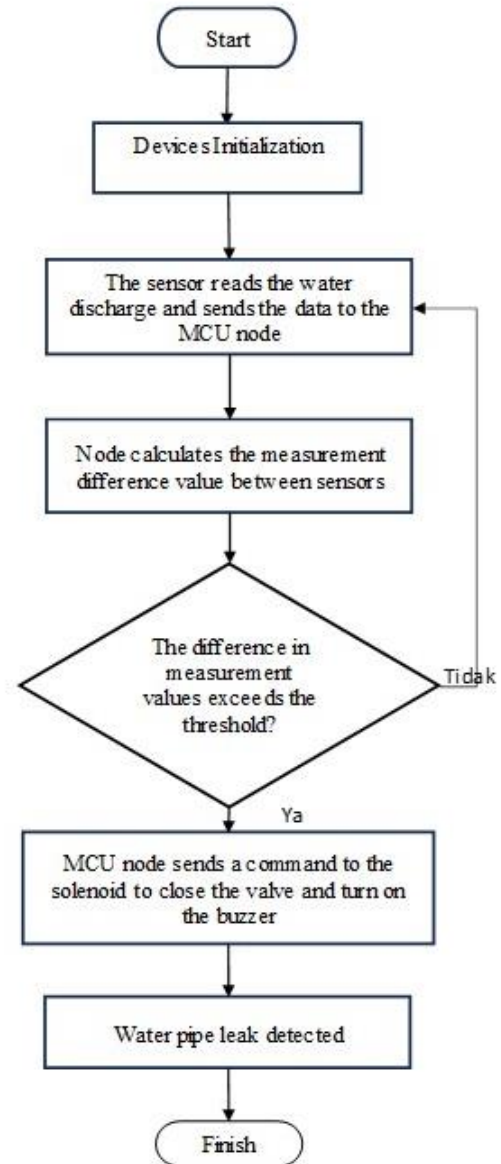 Start
Devices Initialization
The sensor reads the water
discharge and sends the data to the
MCU node
Node calculates the measurement
difference value between sensors
The difference in
measurement
values exceeds the
threshold?
Tidak
Ya
MCU node sends a command to the
solenoid to close the valve and turn on
the buzzer
Water pipe leak detected
Finish